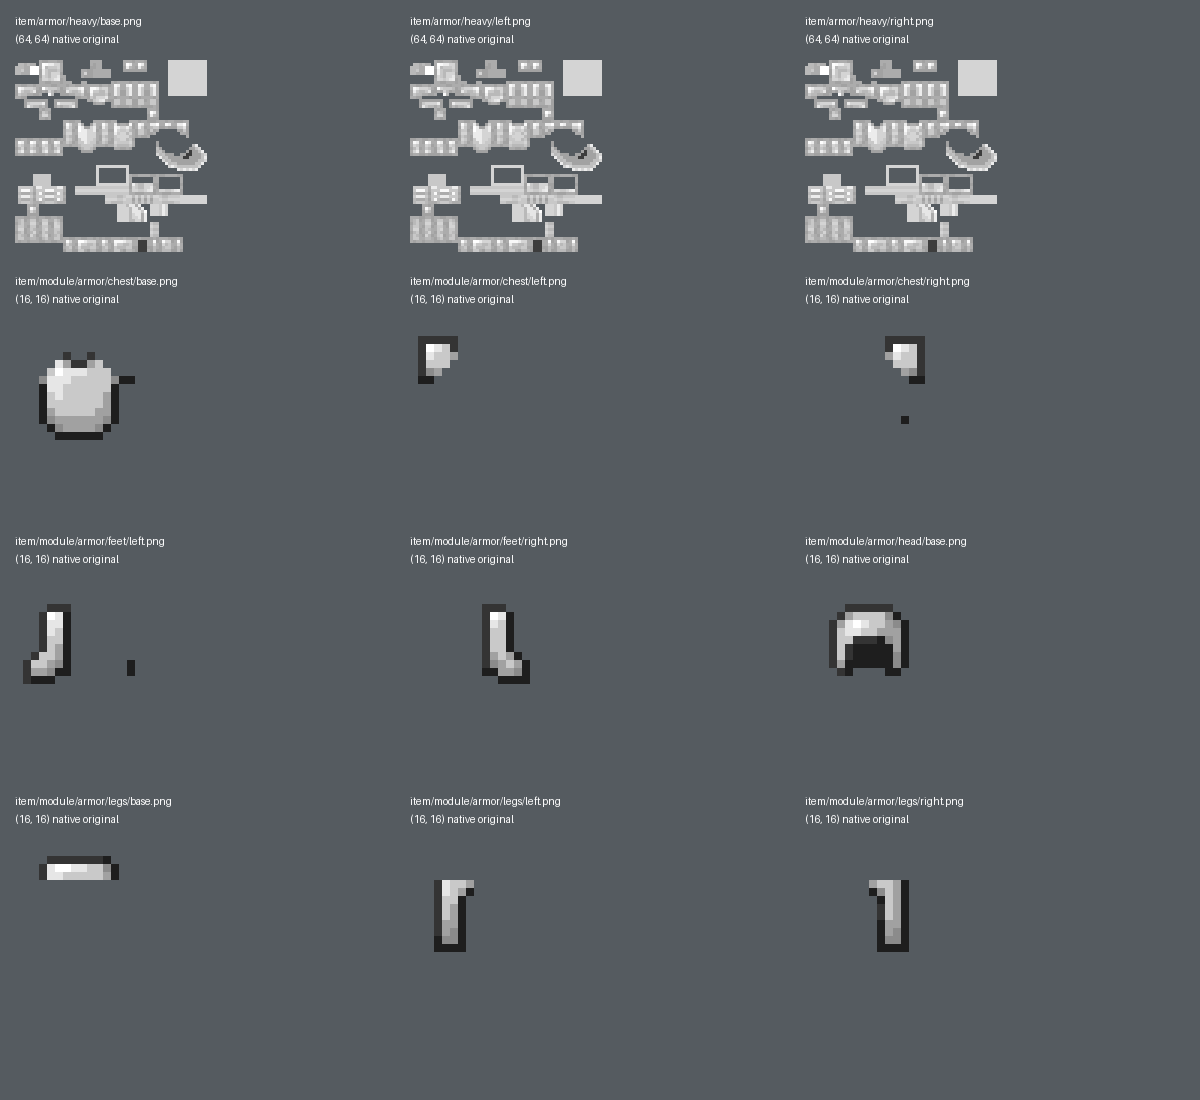 item/armor/heavy/base.png
(64, 64) native original
item/armor/heavy/left.png
(64, 64) native original
item/armor/heavy/right.png
(64, 64) native original
item/module/armor/chest/base.png
(16, 16) native original
item/module/armor/chest/left.png
(16, 16) native original
item/module/armor/chest/right.png
(16, 16) native original
item/module/armor/feet/left.png
(16, 16) native original
item/module/armor/feet/right.png
(16, 16) native original
item/module/armor/head/base.png
(16, 16) native original
item/module/armor/legs/base.png
(16, 16) native original
item/module/armor/legs/left.png
(16, 16) native original
item/module/armor/legs/right.png
(16, 16) native original